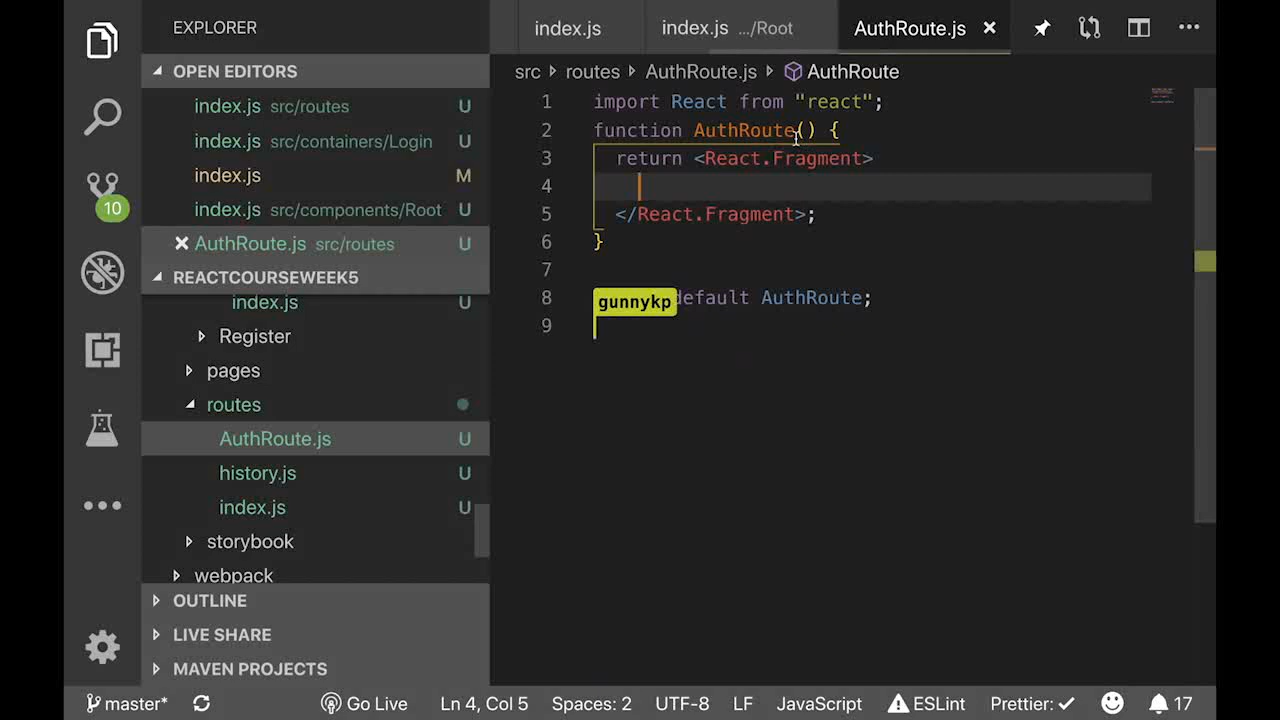 EXPLORER
OPEN EDITORS
index.js src/routes U
index.js src/containers/Login U
index.js M
index.js src/components/Root U
AuthRoute.js src/routes U
REACTCOURSEWEEK5
index.js U
Register
pages
routes
AuthRoute.js U
history.js U
index.js U
storybook
webpack
OUTLINE
LIVE SHARE
MAVEN PROJECTS
10
index.js index.js .../Root AuthRoute.js
src routes AuthRoute.js AuthRoute
1 import React from "react";
2 function AuthRoute() {
3 return <React.Fragment>
4
5 </React.Fragment>;
6 }
7
8 default AuthRoute;
gunnykp
9
master* Go Live Ln 4, Col 5 Spaces: 2 UTF-8 LF JavaScript ESLint Prettier: 17